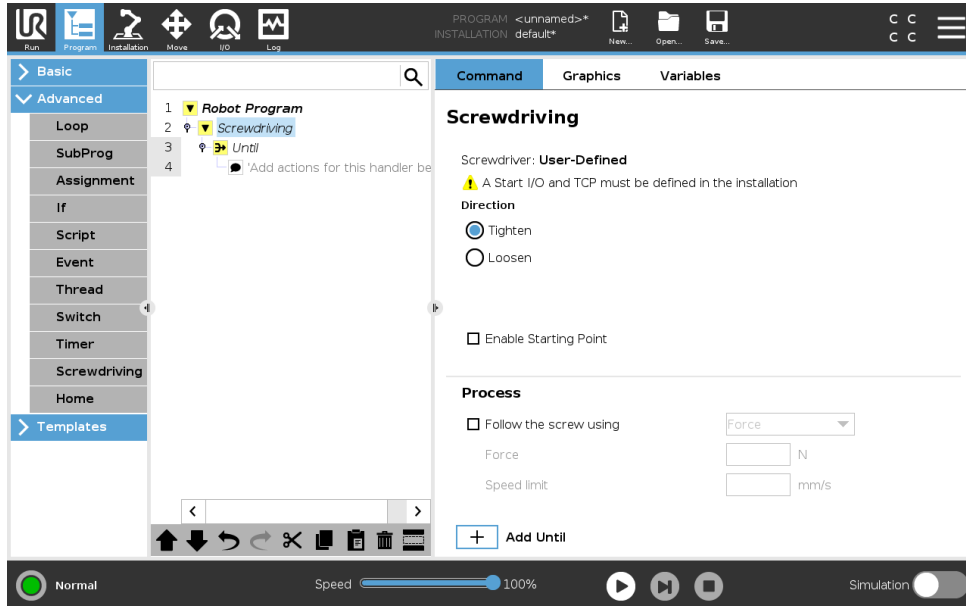 PROGRAM <unnamed>*
INSTALLATION default*
C C
C C
Run Program Installation Move I/O Log New... Open... Save...
Basic
Advanced
Loop
SubProg
Assignment
If
Script
Event
Thread
Switch
Timer
Screwdriving
Home
Templates
1 Robot Program
2 Screwdriving
3 Until
4 'Add actions for this handler be
Command Graphics Variables
Screwdriving
Screwdriver: User-Defined
A Start I/O and TCP must be defined in the installation
Direction
Tighten
Loosen
Enable Starting Point
Process
Follow the screw using Force
Force N
Speed limit mm/s
Add Until
Normal Speed 100% Simulation